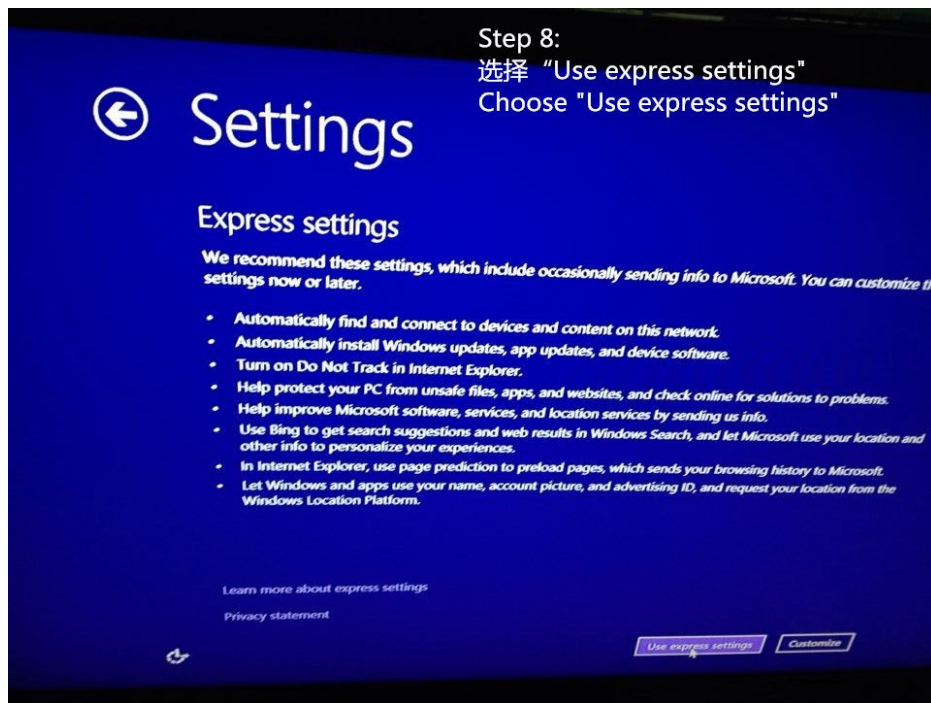 Step 8:
选择“Use express settings"
Choose "Use express settings"
Settings
Express settings
We recommend these settings, which include occasionally sending info to Microsoft. You can customize
settings now or later.
• Automatically find and connect to devices and content on this network.
• Automatically install Windows updates, app updates, and device software.
• Turn on Do Not Track in Internet Explorer.
• Help protect your PC from unsafe files, apps, and websites, and check online for solutions to problems.
• Help improve Microsoft software, services, and location services by sending us info.
• Use Bing to get search suggestions and web results in Windows Search, and let Microsoft use your location and
other info to personalize your experiences.
• In Internet Explorer, use page prediction to preload pages, which sends your browsing history to Microsoft.
• Let Windows and apps use your name, account picture, and advertising ID, and request your location from the
Windows Location Platform.
Learn more about express settings
Privacy statement
Use express settings
Customize